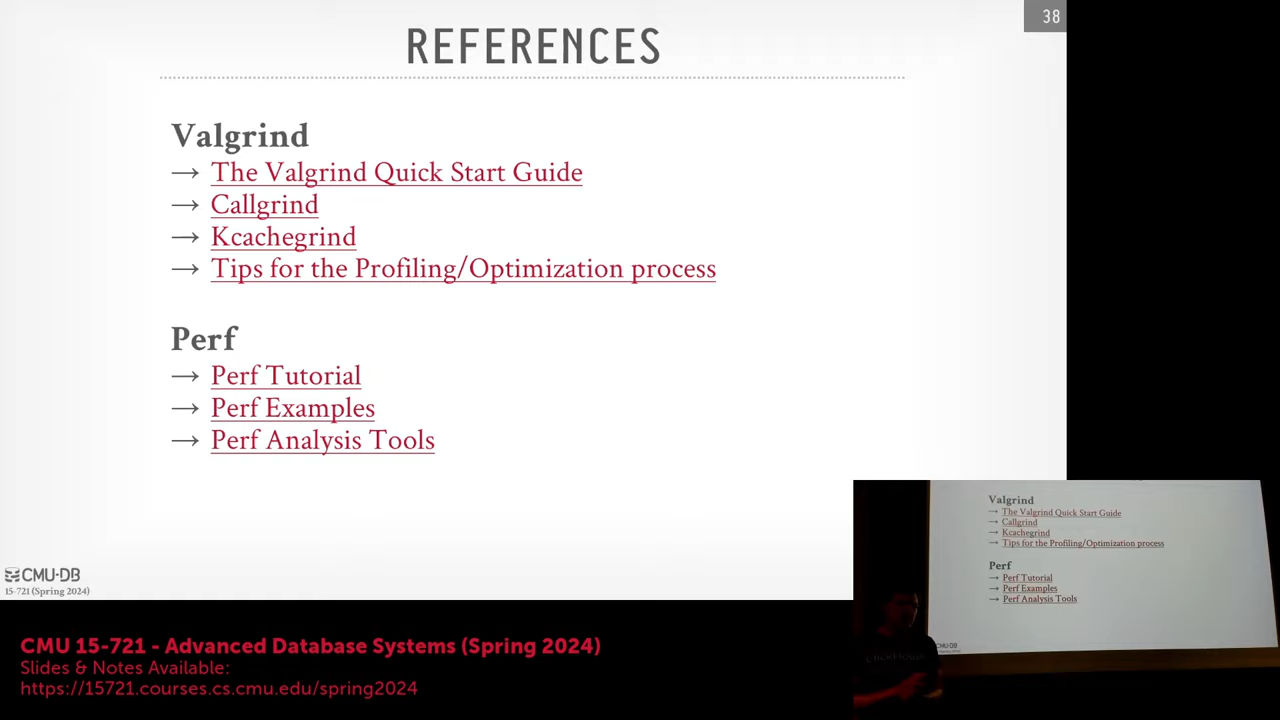 38
REFERENCES
Valgrind
→ The Valgrind Quick Start Guide
→ Callgrind
→ Kcachegrind
→ Tips for the Profiling/Optimization process
Perf
→ Perf Tutorial
→ Perf Examples
→ Perf Analysis Tools
CMU·DB
15-721 (Spring 2024)
Valgrind
→ The Valgrind Quick Start Guide
→ Callgrind
→ Kcachegrind
→ Tips for the Profiling/Optimization process
Perf
→ Perf Tutorial
→ Perf Examples
→ Perf Analysis Tools
CMU 15-721 - Advanced Database Systems (Spring 2024)
Slides & Notes Available:
https://15721.courses.cs.cmu.edu/spring2024